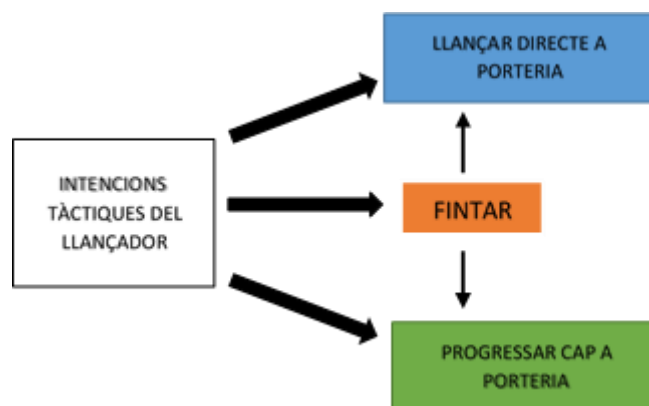 LLANÇAR DIRECTE A
PORTERIA
INTENCIONS
TÀCTIQUES DEL
LLANÇADOR
FINTAR
PROGRESSAR CAP A
PORTERIA